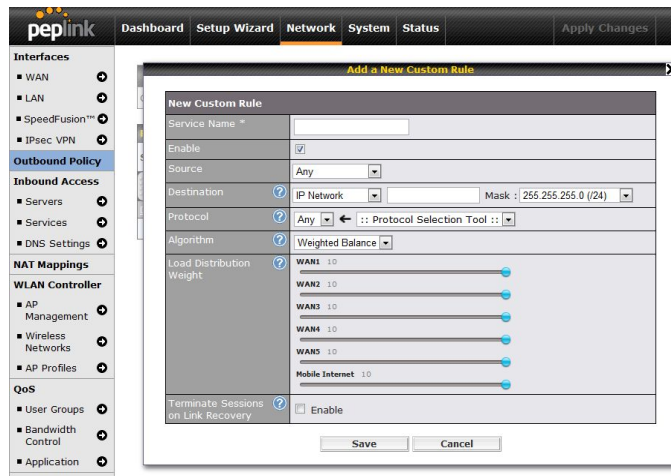 peplink
Dashboard Setup Wizard Network System Status Apply Changes
Interfaces
WAN
LAN
SpeedFusion™
IPsec VPN
Outbound Policy
Inbound Access
Servers
Services
DNS Settings
NAT Mappings
WLAN Controller
AP
Management
Wireless
Networks
AP Profiles
QoS
User Groups
Bandwidth
Control
Application
Add a New Custom Rule
New Custom Rule
Service Name *
Enable
Source Any
Destination ? IP Network Mask : 255.255.255.0 (/24)
Protocol ? Any :: Protocol Selection Tool ::
Algorithm ? Weighted Balance
Load Distribution ?
Weight
WAN1 10
WAN2 10
WAN3 10
WAN4 10
WAN5 10
Mobile Internet 10
Terminate Sessions ?
on Link Recovery
Enable
Save Cancel